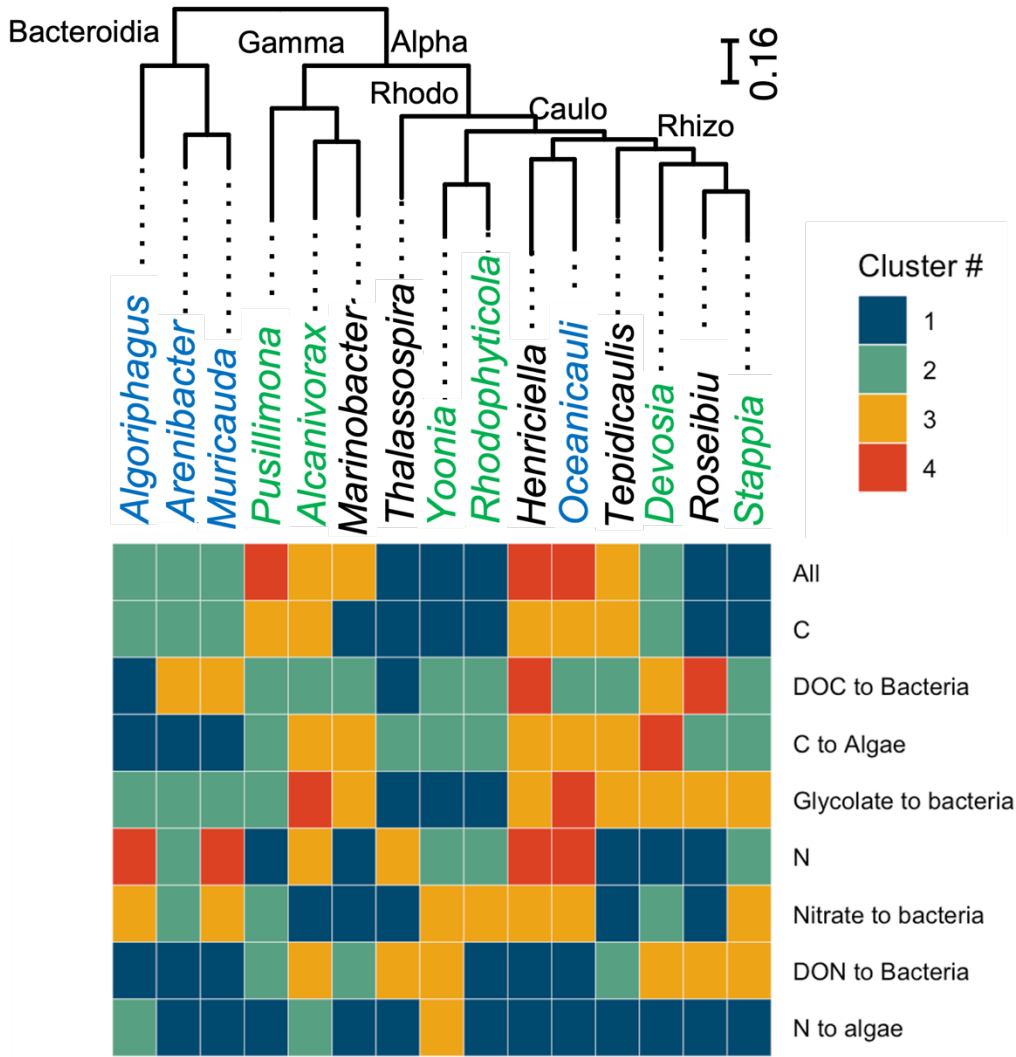 Bacteroidia
Gamma
Alpha
Rhodo
Caulo
Rhizo
0.16
Algoriphagus
Arenibacter
Muricauda
Pusillimona
Alcanivorax
Marinobacter
Thalassospira
Yoonia
Rhodophyticola
Henriciella
Oceanicauli
Tepidicaulis
Devosia
Roseibiu
Stappia
Cluster #
1
2
3
4
All
C
DOC to Bacteria
C to Algae
Glycolate to bacteria
N
Nitrate to bacteria
DON to Bacteria
N to algae